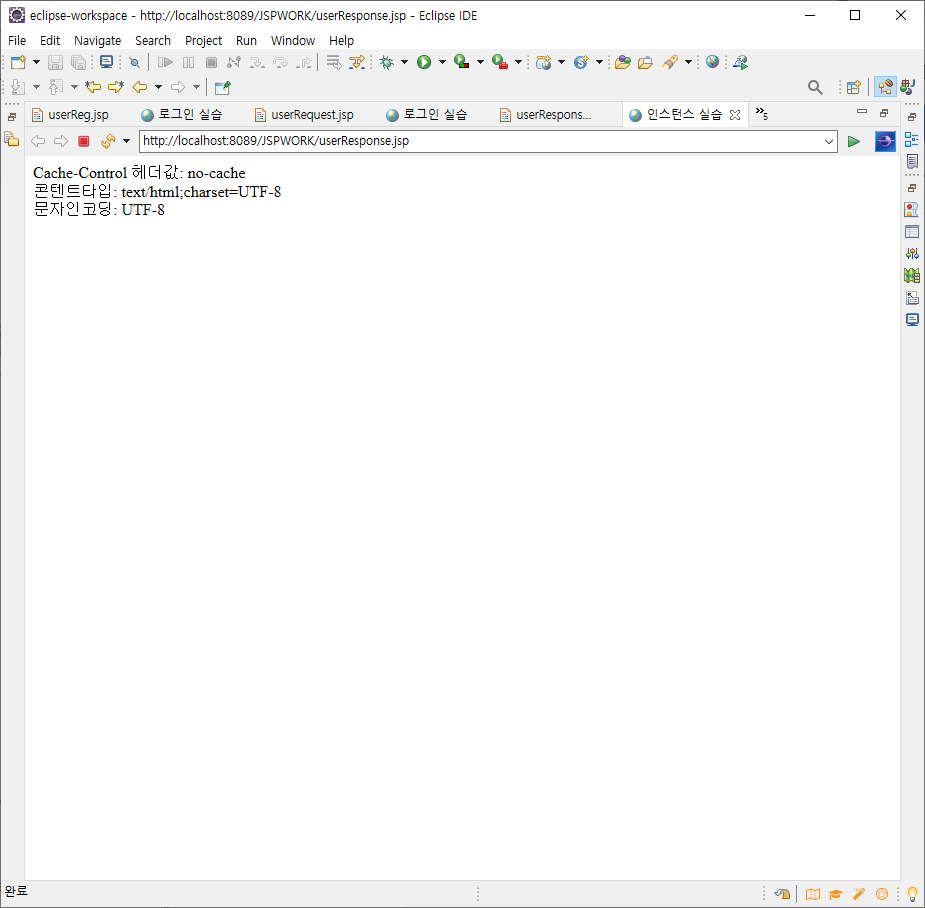 eclipse-workspace - http://localhost:8089/JSPWORK/userResponse.jsp - Eclipse IDE
File Edit Navigate Search Project Run Window Help
userReg.jsp 로그인 실습 userRequest.jsp 로그인 실습 userRespons... 인스턴스 실습 »5
http://localhost:8089/JSPWORK/userResponse.jsp
Cache-Control 헤더값: no-cache
콘텐트타입: text/html;charset=UTF-8
문자인코딩: UTF-8
완료